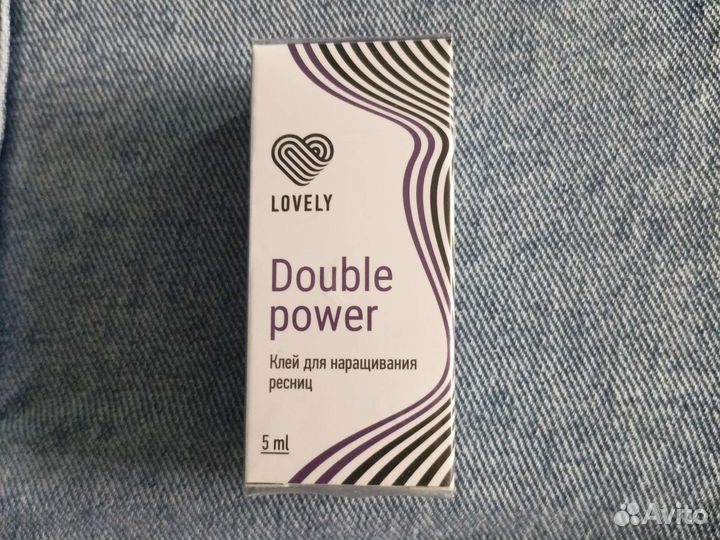 LOVELY
Double
power
Клей для наращивания
ресниц
5 ml
Avito